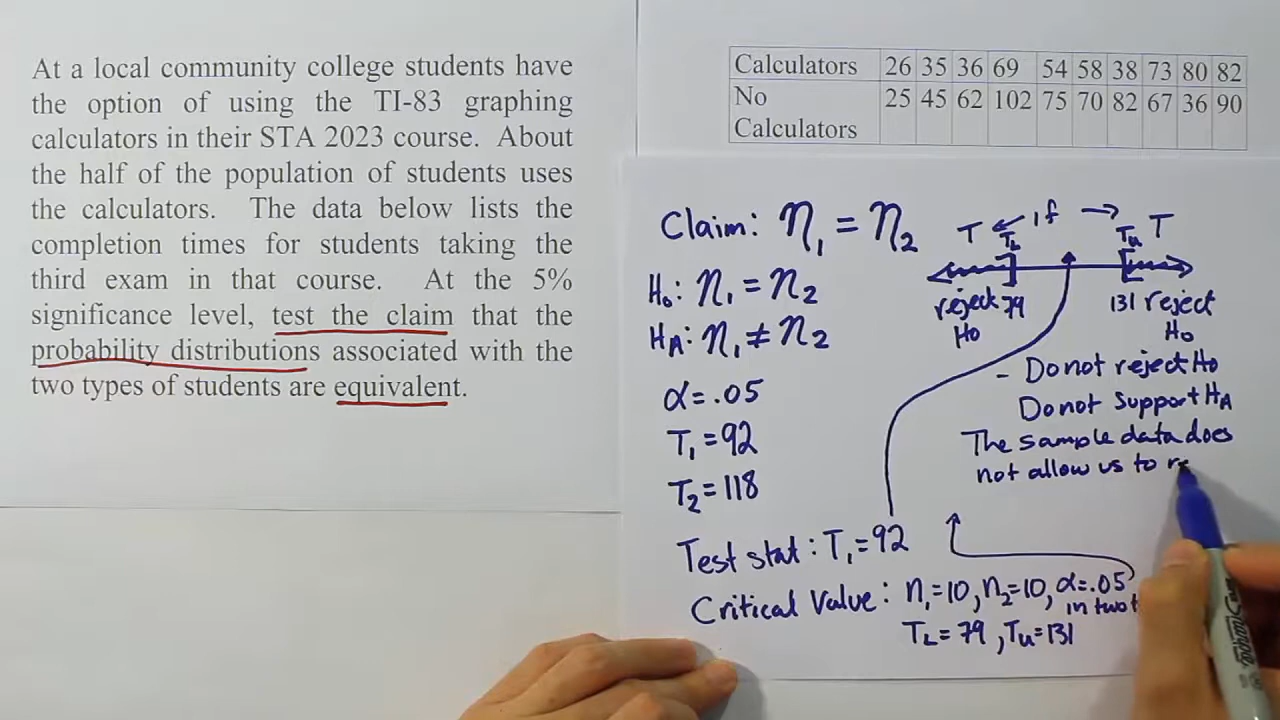 At a local community college students have
the option of using the TI-83 graphing
calculators in their STA 2023 course. About
the half of the population of students uses
the calculators. The data below lists the
completion times for students taking the
third exam in that course. At the 5%
significance level, test the claim that the
probability distributions associated with the
two types of students are equivalent.
Calculators 26 35 36 69 54 58 38 73 80 82
No 25 45 62 102 75 70 82 67 36 90
Calculators
Claim: η₁ = η₂
H₀: η₁ = η₂
H_A: η₁ ≠ η₂
α = .05
T₁ = 92
T₂ = 118
Test stat: T₁ = 92
Critical Value: n₁ = 10, n₂ = 10, α = .05
in two t
T_L = 79, T_U = 131
T ← if → T
T_L T_U
reject 79 131 reject
H₀ H₀
- Do not reject H₀
Do not support H_A
The sample data does
not allow us to re